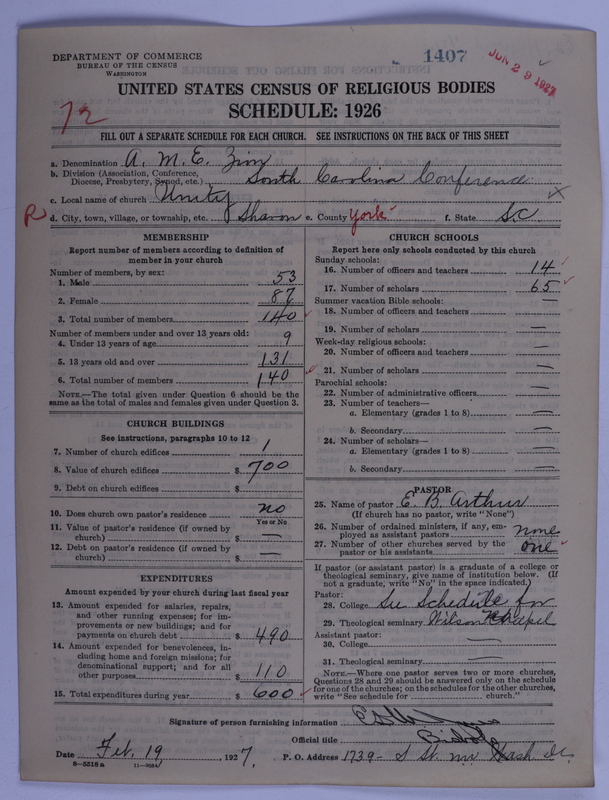 DEPARTMENT OF COMMERCE
BUREAU OF THE CENSUS
WASHINGTON
1407
JUN 29 1927
UNITED STATES CENSUS OF RELIGIOUS BODIES
SCHEDULE: 1926
72
FILL OUT A SEPARATE SCHEDULE FOR EACH CHURCH. SEE INSTRUCTIONS ON THE BACK OF THIS SHEET
a. Denomination A. M. E. Zion
b. Division (Association, Conference, Diocese, Presbytery, Synod, etc.) South Carolina Conference
c. Local name of church Unity
R d. City, town, village, or township, etc. Sharon e. County York f. State S.C
MEMBERSHIP
Report number of members according to definition of member in your church
Number of members, by sex:
1. Male 53
2. Female 87
3. Total number of members 140
Number of members under and over 13 years old:
4. Under 13 years of age 9
5. 13 years old and over 131
6. Total number of members 140
NOTE.—The total given under Question 6 should be the same as the total of males and females given under Question 3.
CHURCH BUILDINGS
See instructions, paragraphs 10 to 12
7. Number of church edifices 1
8. Value of church edifices $ 700
9. Debt on church edifices $
10. Does church own pastor's residence no
Yes or No
11. Value of pastor's residence (if owned by church) $ —
12. Debt on pastor's residence (if owned by church) $ —
EXPENDITURES
Amount expended by your church during last fiscal year
13. Amount expended for salaries, repairs, and other running expenses; for improvements or new buildings; and for payments on church debt $ 490
14. Amount expended for benevolences, including home and foreign missions; for denominational support; and for all other purposes $ 110
15. Total expenditures during year $ 600
CHURCH SCHOOLS
Report here only schools conducted by this church
Sunday schools:
16. Number of officers and teachers 14
17. Number of scholars 65
Summer vacation Bible schools:
18. Number of officers and teachers —
19. Number of scholars —
Week-day religious schools:
20. Number of officers and teachers —
21. Number of scholars —
Parochial schools:
22. Number of administrative officers —
23. Number of teachers—
a. Elementary (grades 1 to 8) —
b. Secondary —
24. Number of scholars—
a. Elementary (grades 1 to 8) —
b. Secondary —
PASTOR
25. Name of pastor E. B. Arthur
(If church has no pastor, write "None")
26. Number of ordained ministers, if any, employed as assistant pastors none
27. Number of other churches served by the pastor or his assistants one
If pastor (or assistant pastor) is a graduate of a college or theological seminary, give name of institution below. (If not a graduate, write "No" in the space indicated.)
Pastor:
28. College See Schedule for
29. Theological seminary Wilson Chapel
Assistant pastor:
30. College —
31. Theological seminary —
NOTE.—Where one pastor serves two or more churches, Questions 28 and 29 should be answered only on the schedule for one of the churches; on the schedules for the other churches, write "See schedule for church."
Signature of person furnishing information
Official title Bishop
Date Feb. 19, 1927. P. O. Address 1739- S St. nw Wash. DC
8-5518a 11-9084